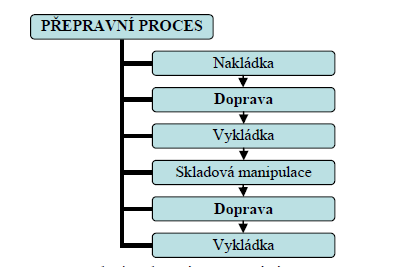 PŘEPRAVNÍ PROCES
Nakládka
Doprava
Vykládka
Skladová manipulace
Doprava
Vykládka